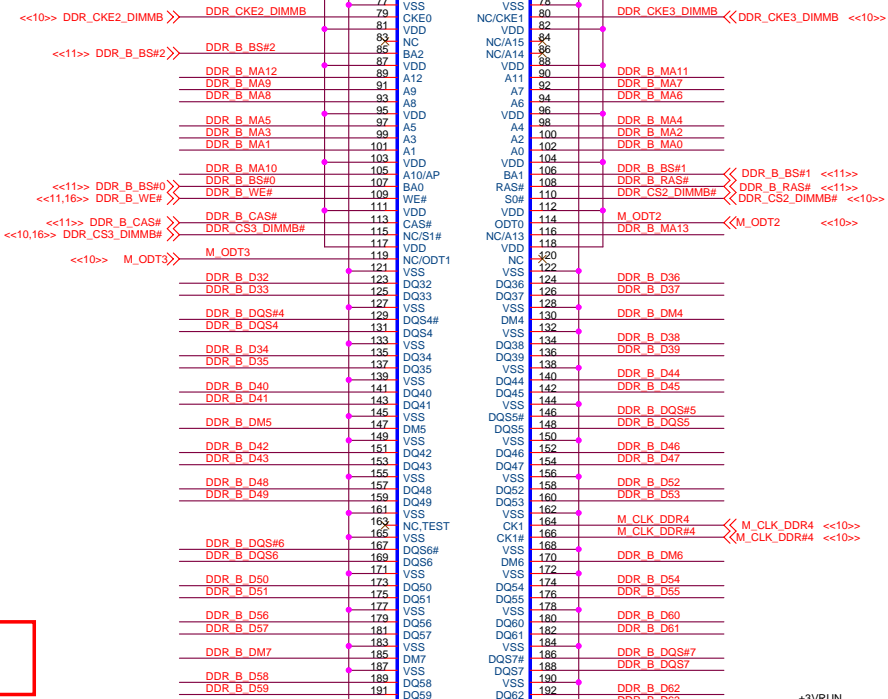 77 VSS VSS 78
<<10>> DDR_CKE2_DIMMB DDR_CKE2_DIMMB 79 CKE0 NC/CKE1 80 DDR_CKE3_DIMMB DDR_CKE3_DIMMB <<10>>
81 VDD VDD 82
83 NC NC/A15 84
<<11>> DDR_B_BS#2 DDR_B_BS#2 85 BA2 NC/A14 86
87 VDD VDD 88
DDR_B_MA12 89 A12 A11 90 DDR_B_MA11
DDR_B_MA9 91 A9 A7 92 DDR_B_MA7
DDR_B_MA8 93 A8 A6 94 DDR_B_MA6
95 VDD VDD 96
DDR_B_MA5 97 A5 A4 98 DDR_B_MA4
DDR_B_MA3 99 A3 A2 100 DDR_B_MA2
DDR_B_MA1 101 A1 A0 102 DDR_B_MA0
103 VDD VDD 104
DDR_B_MA10 105 A10/AP BA1 106 DDR_B_BS#1 DDR_B_BS#1 <<11>>
<<11>> DDR_B_BS#0 DDR_B_BS#0 107 BA0 RAS# 108 DDR_B_RAS# DDR_B_RAS# <<11>>
<<11,16>> DDR_B_WE# DDR_B_WE# 109 WE# S0# 110 DDR_CS2_DIMMB# DDR_CS2_DIMMB# <<10>>
111 VDD VDD 112
<<11>> DDR_B_CAS# DDR_B_CAS# 113 CAS# ODT0 114 M_ODT2 M_ODT2 <<10>>
<<10,16>> DDR_CS3_DIMMB# DDR_CS3_DIMMB# 115 NC/S1# NC/A13 116 DDR_B_MA13
117 VDD VDD 118
<<10>> M_ODT3 M_ODT3 119 NC/ODT1 NC 120
121 VSS VSS 122
DDR_B_D32 123 DQ32 DQ36 124 DDR_B_D36
DDR_B_D33 125 DQ33 DQ37 126 DDR_B_D37
127 VSS VSS 128
DDR_B_DQS#4 129 DQS4# DM4 130 DDR_B_DM4
DDR_B_DQS4 131 DQS4 VSS 132
133 VSS DQ38 134 DDR_B_D38
DDR_B_D34 135 DQ34 DQ39 136 DDR_B_D39
DDR_B_D35 137 DQ35 VSS 138
139 VSS DQ44 140 DDR_B_D44
DDR_B_D40 141 DQ40 DQ45 142 DDR_B_D45
DDR_B_D41 143 DQ41 VSS 144
145 VSS DQS5# 146 DDR_B_DQS#5
DDR_B_DM5 147 DM5 DQS5 148 DDR_B_DQS5
149 VSS VSS 150
DDR_B_D42 151 DQ42 DQ46 152 DDR_B_D46
DDR_B_D43 153 DQ43 DQ47 154 DDR_B_D47
155 VSS VSS 156
DDR_B_D48 157 DQ48 DQ52 158 DDR_B_D52
DDR_B_D49 159 DQ49 DQ53 160 DDR_B_D53
161 VSS VSS 162
163 NC,TEST CK1 164 M_CLK_DDR4 M_CLK_DDR4 <<10>>
165 VSS CK1# 166 M_CLK_DDR#4 M_CLK_DDR#4 <<10>>
DDR_B_DQS#6 167 DQS6# VSS 168
DDR_B_DQS6 169 DQS6 DM6 170 DDR_B_DM6
171 VSS VSS 172
DDR_B_D50 173 DQ50 DQ54 174 DDR_B_D54
DDR_B_D51 175 DQ51 DQ55 176 DDR_B_D55
177 VSS VSS 178
DDR_B_D56 179 DQ56 DQ60 180 DDR_B_D60
DDR_B_D57 181 DQ57 DQ61 182 DDR_B_D61
183 VSS VSS 184
DDR_B_DM7 185 DM7 DQS7# 186 DDR_B_DQS#7
187 VSS DQS7 188 DDR_B_DQS7
DDR_B_D58 189 DQ58 VSS 190
DDR_B_D59 191 DQ59 DQ62 192 DDR_B_D62
+3VRUN